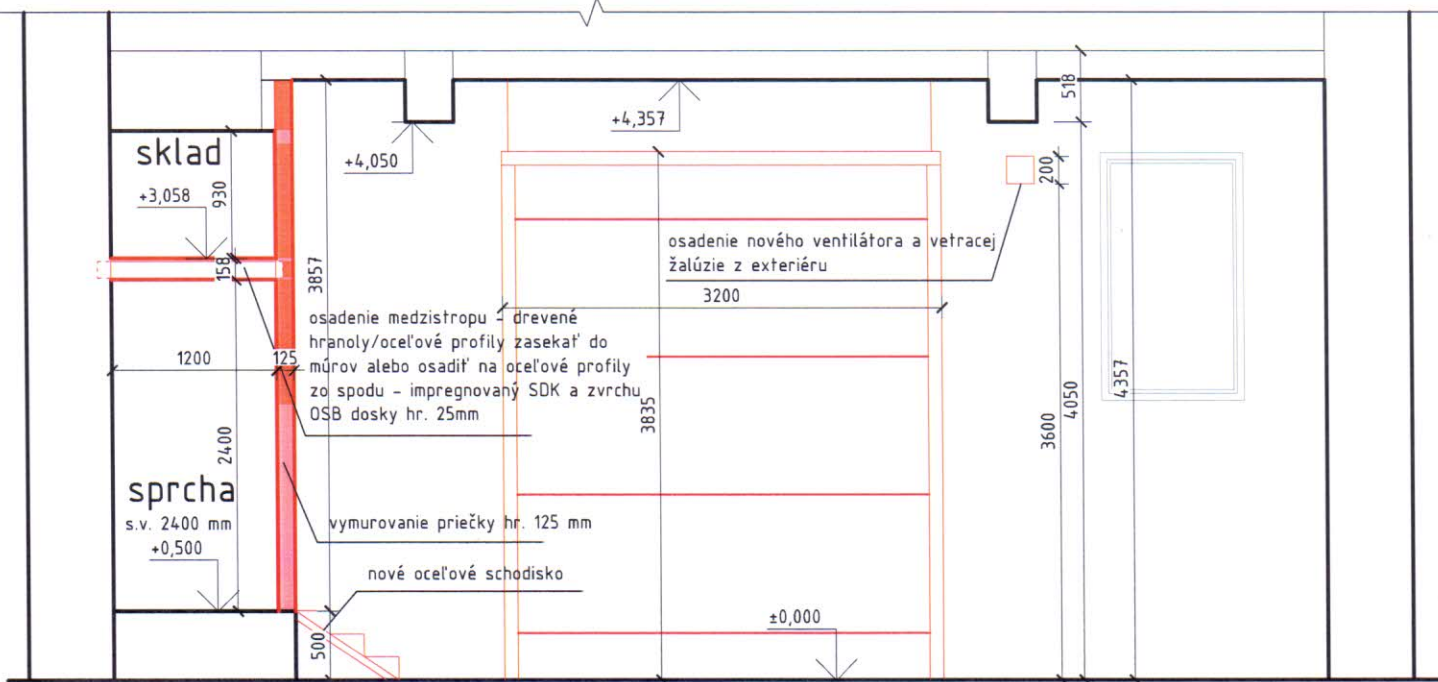 sklad
+3,058
930
158
1200
125
2400
sprcha
s.v. 2400 mm
+0,500
3857
500
+4,050
+4,357
518
200
osadenie nového ventilátora a vetracej
žalúzie z exteriéru
3200
osadenie medzistropu - drevené
hranoly/oceľové profily zasekať do
múrov alebo osadiť na oceľové profily
zo spodu - impregnovaný SDK a zvrchu
OSB dosky hr. 25mm
3835
3600
4050
4357
vymurovanie priečky hr. 125 mm
nové oceľové schodisko
±0,000